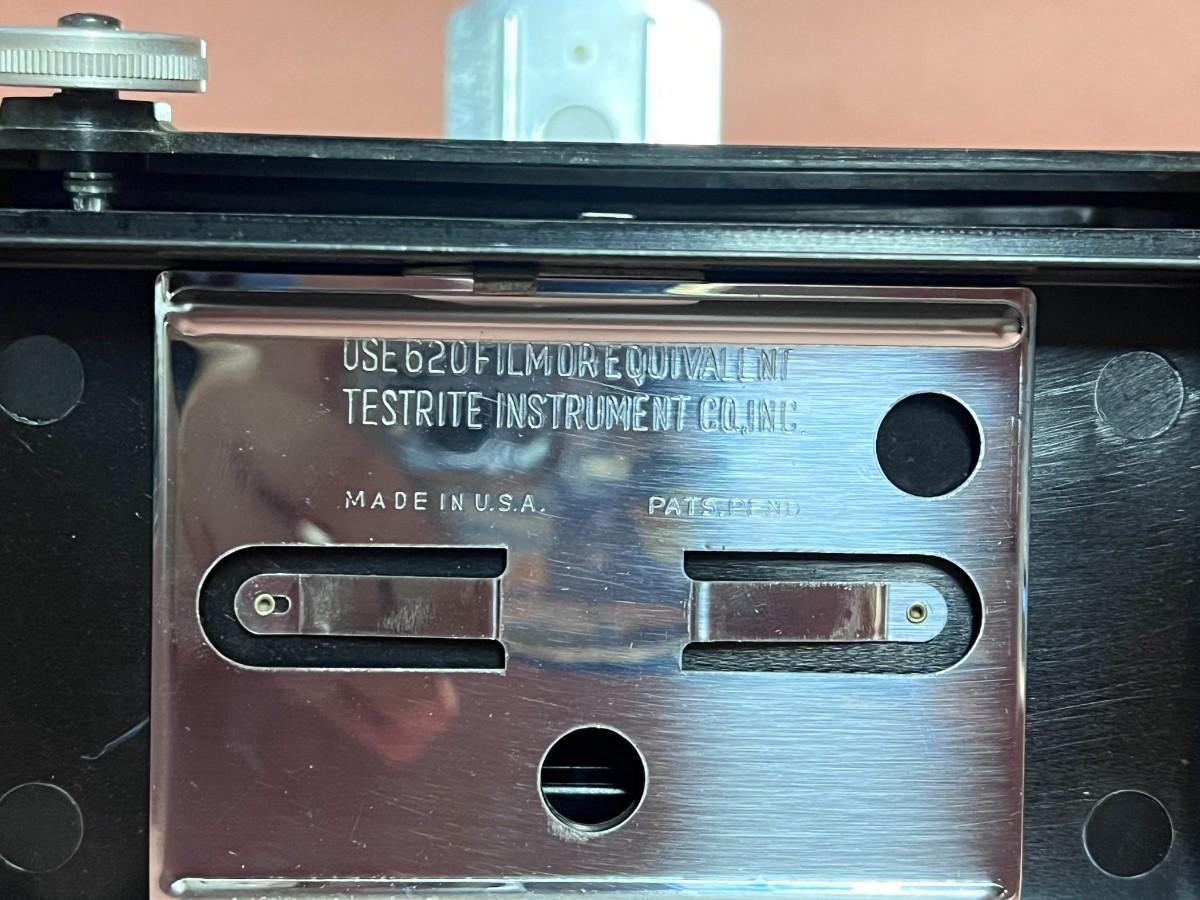 USE 620 FILM OR EQUIVALENT
TESTRITE INSTRUMENT CO., INC.
MADE IN U.S.A. PATS. PEND